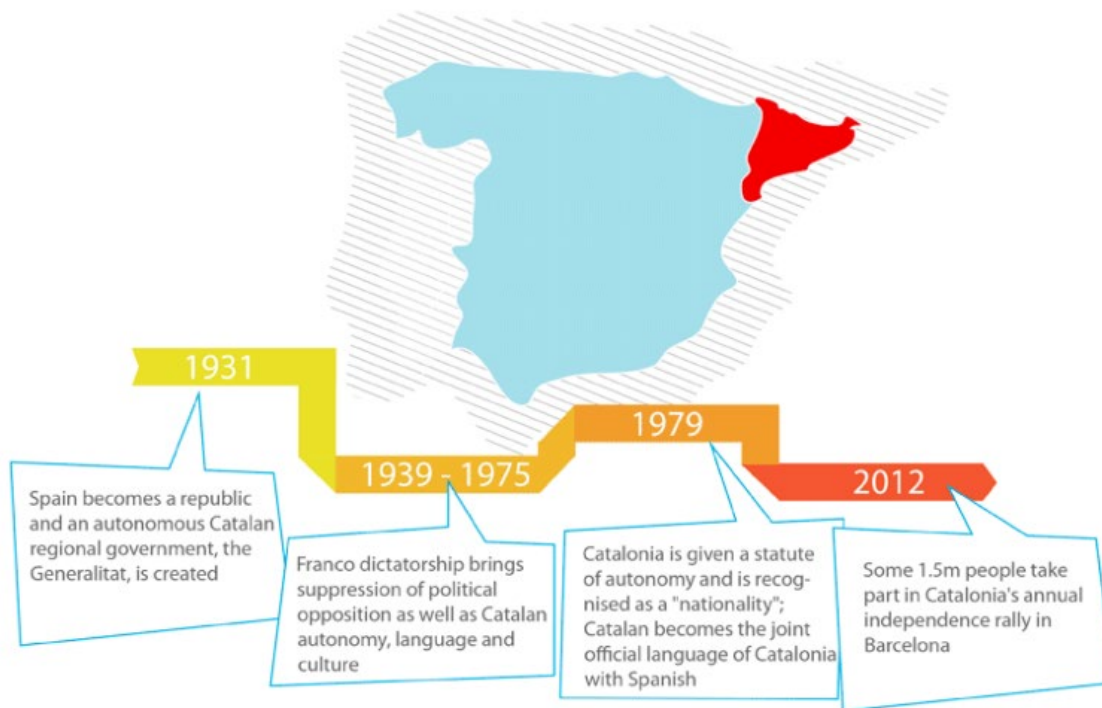 1931
Spain becomes a republic
and an autonomous Catalan
regional government, the
Generalitat, is created
1939 - 1975
Franco dictatorship brings
suppression of political
opposition as well as Catalan
autonomy, language and
culture
1979
Catalonia is given a statute
of autonomy and is recog-
nised as a "nationality";
Catalan becomes the joint
official language of Catalonia
with Spanish
2012
Some 1.5m people take
part in Catalonia's annual
independence rally in
Barcelona